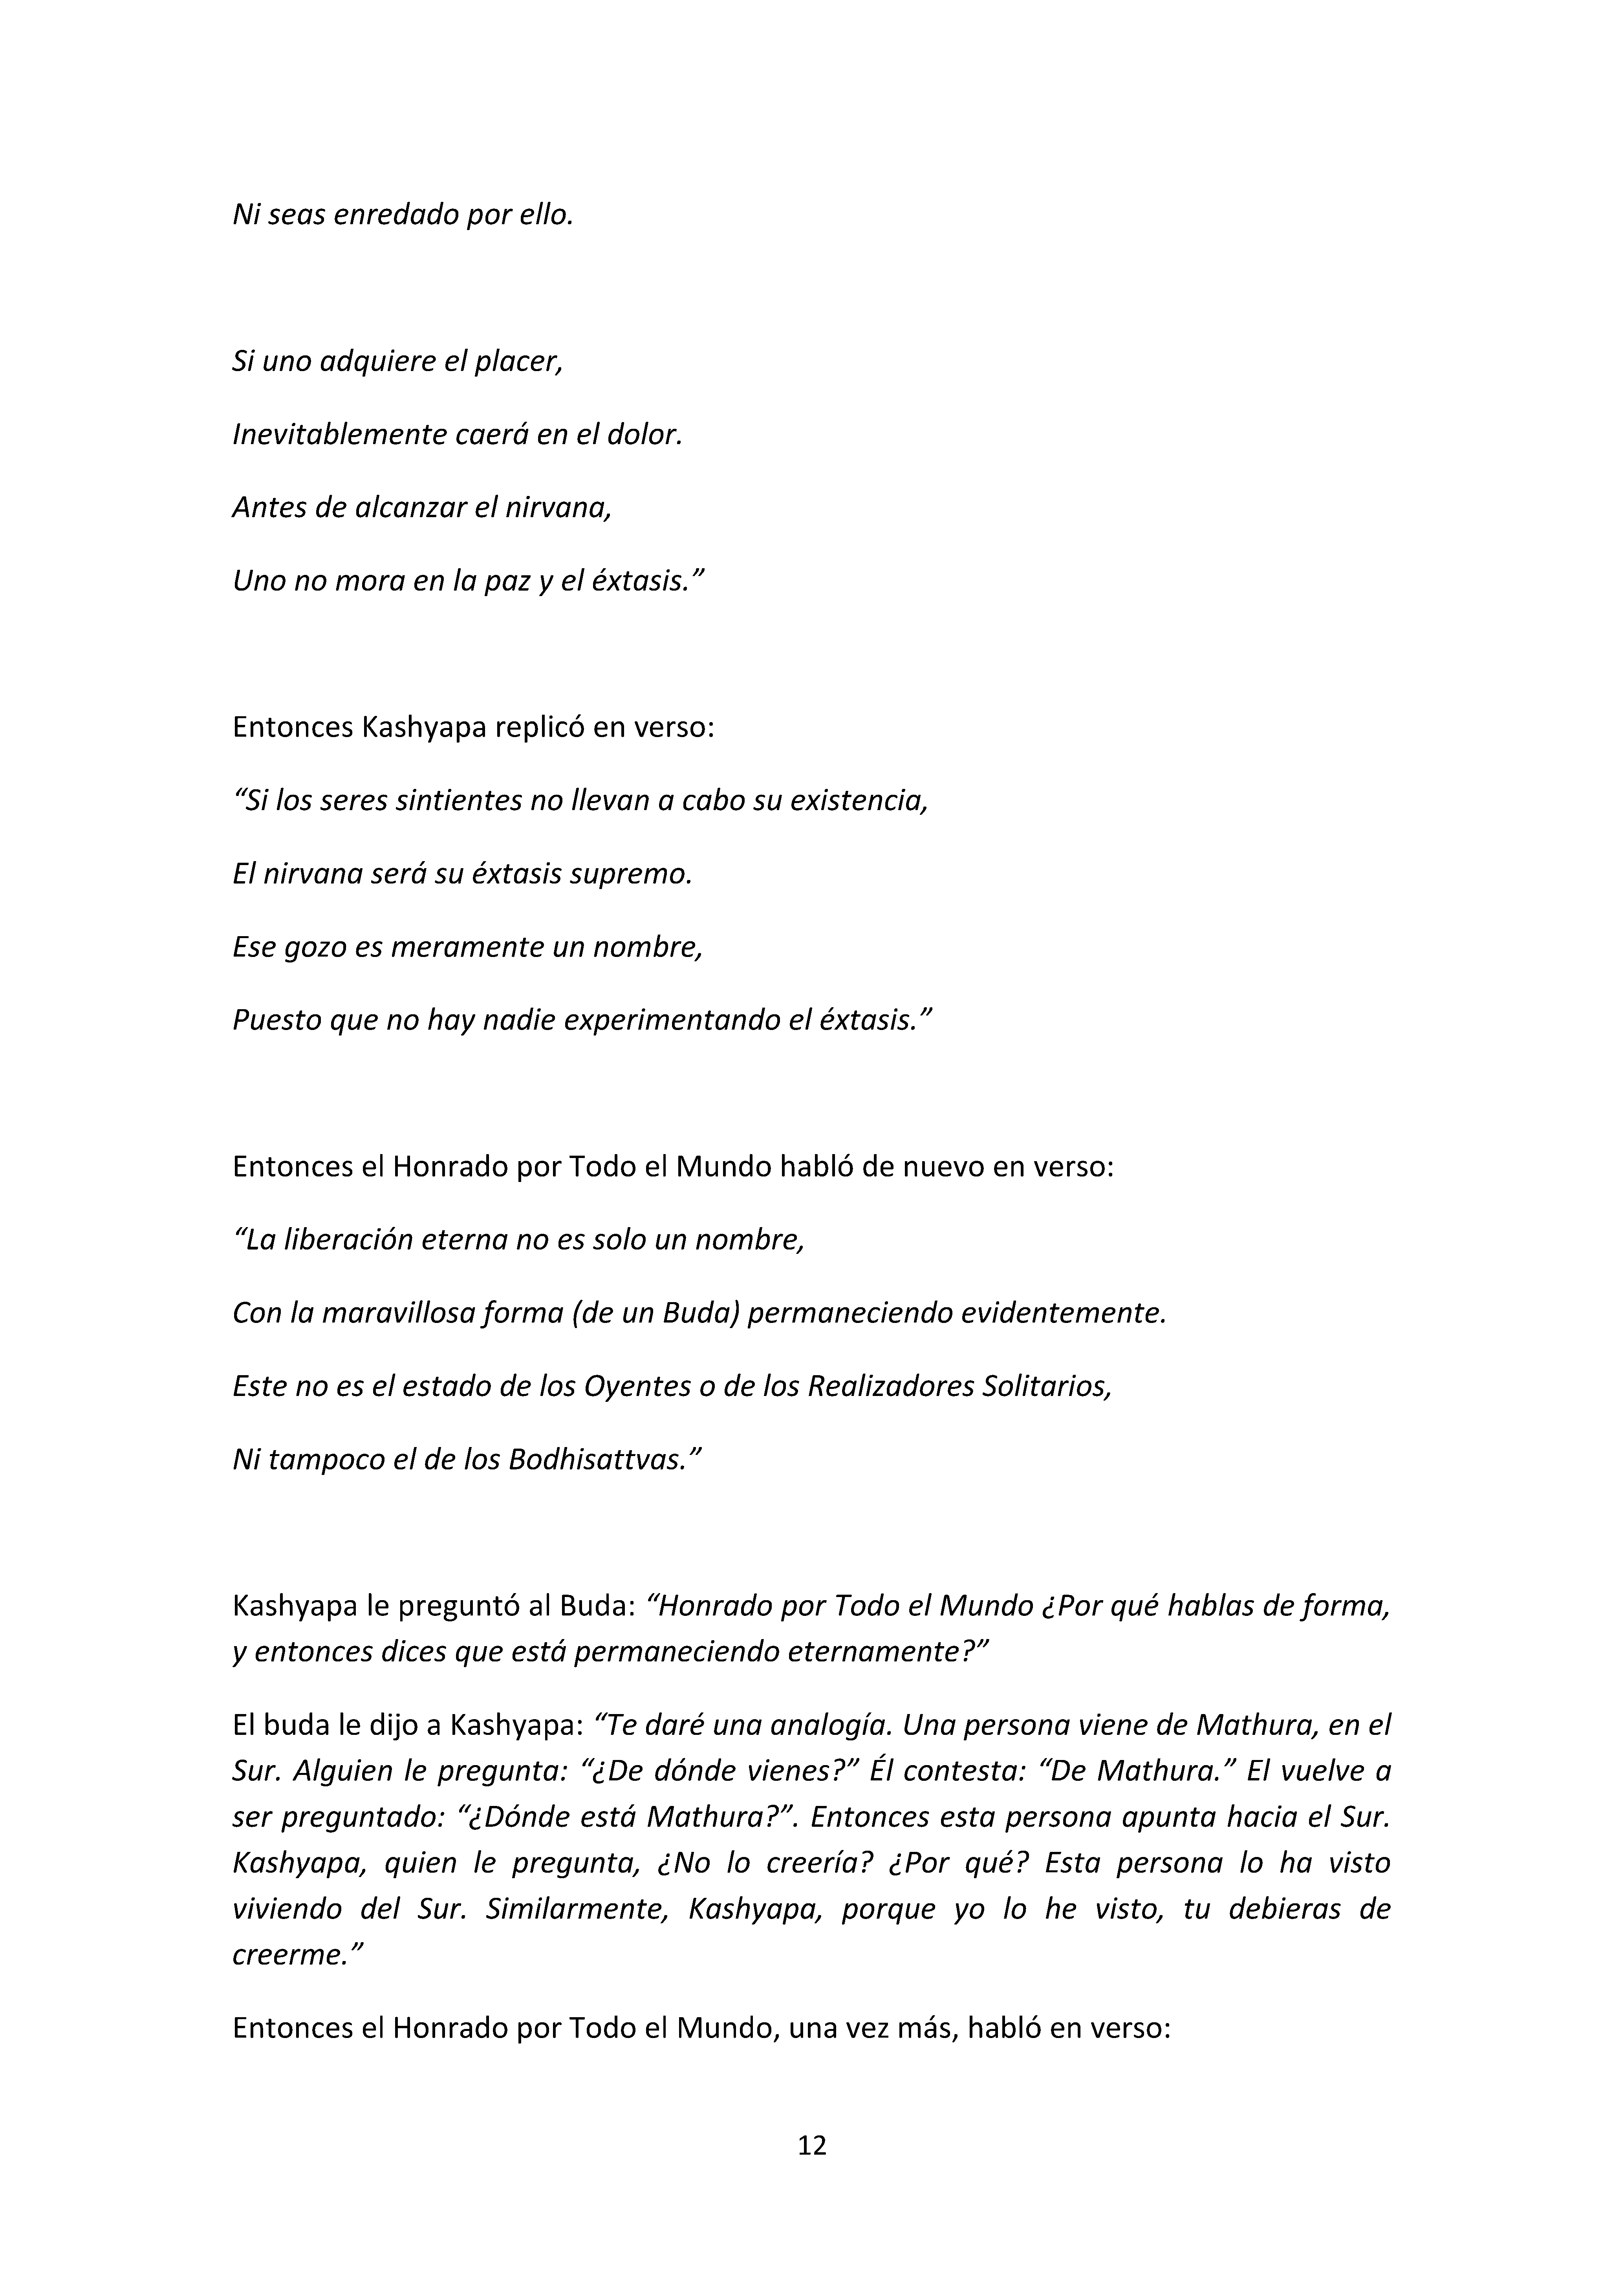 Ni seas enredado por ello.
Si uno adquiere el placer,
Inevitablemente caerá en el dolor.
Antes de alcanzar el nirvana,
Uno no mora en la paz y el éxtasis.”
Entonces Kashyapa replicó en verso:
“Si los seres sintientes no llevan a cabo su existencia,
El nirvana será su éxtasis supremo.
Ese gozo es meramente un nombre,
Puesto que no hay nadie experimentando el éxtasis.”
Entonces el Honrado por Todo el Mundo habló de nuevo en verso:
“La liberación eterna no es solo un nombre,
Con la maravillosa forma (de un Buda) permaneciendo evidentemente.
Este no es el estado de los Oyentes o de los Realizadores Solitarios,
Ni tampoco el de los Bodhisattvas.”
Kashyapa le preguntó al Buda: “Honrado por Todo el Mundo ¿Por qué hablas de forma,
y entonces dices que está permaneciendo eternamente?”
El buda le dijo a Kashyapa: “Te daré una analogía. Una persona viene de Mathura, en el
Sur. Alguien le pregunta: “¿De dónde vienes?” Él contesta: “De Mathura.” El vuelve a
ser preguntado: “¿Dónde está Mathura?”. Entonces esta persona apunta hacia el Sur.
Kashyapa, quien le pregunta, ¿No lo creería? ¿Por qué? Esta persona lo ha visto
viviendo del Sur. Similarmente, Kashyapa, porque yo lo he visto, tu debieras de
creerme.”
Entonces el Honrado por Todo el Mundo, una vez más, habló en verso:
12